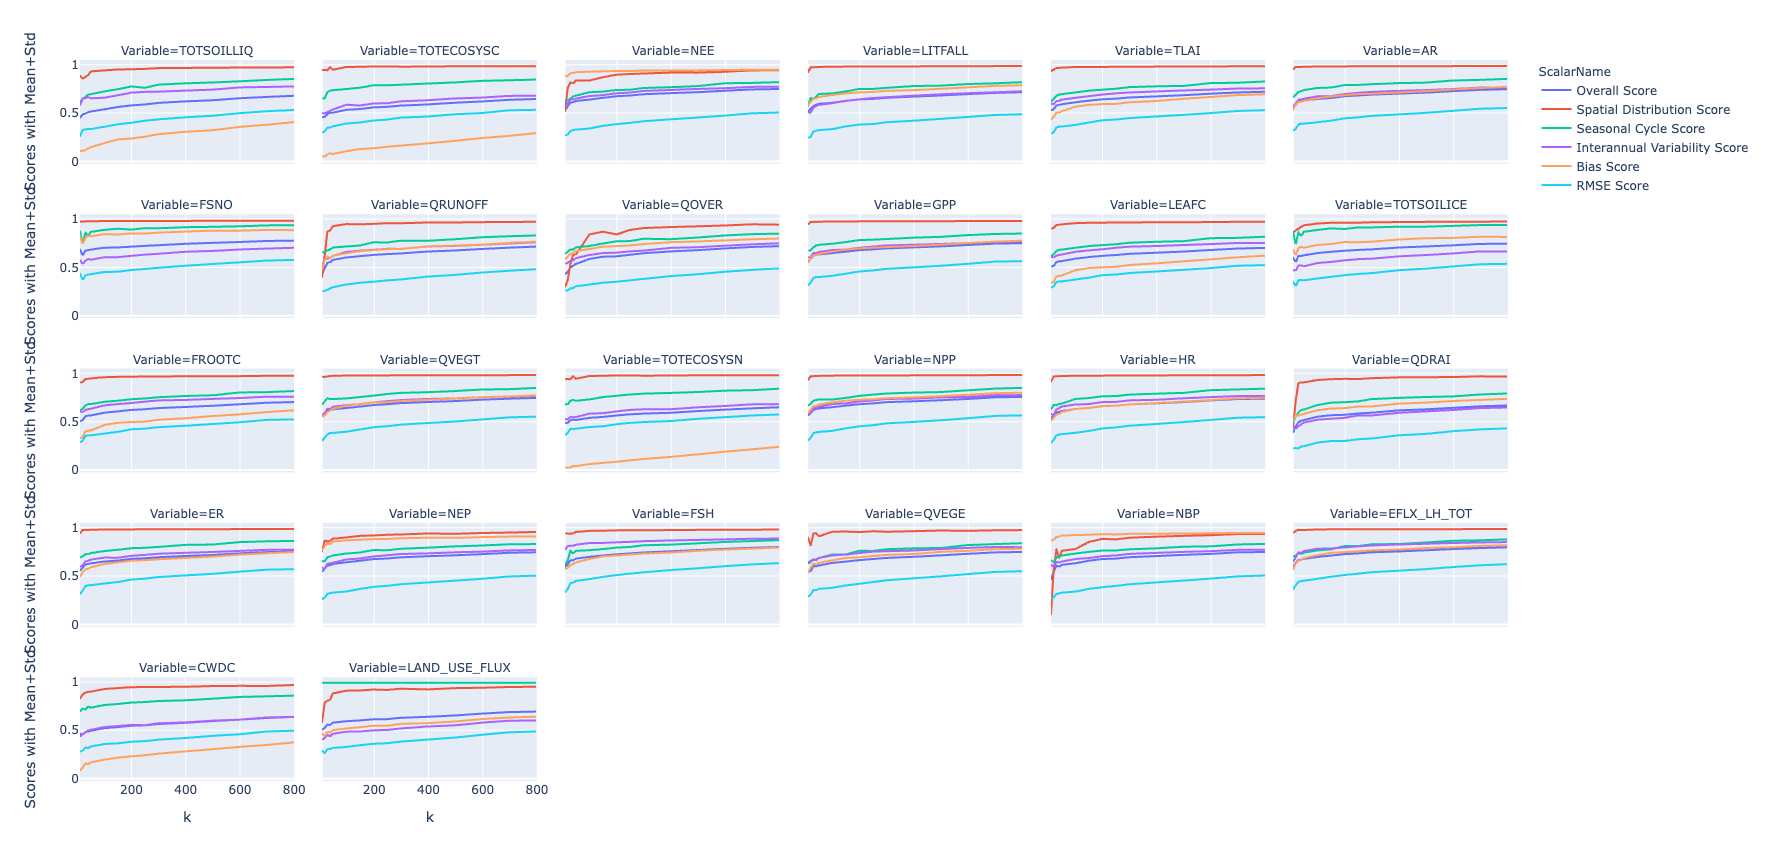 Variable=TOTSOILLIQ
Variable=TOTECOSYSC
Variable=NEE
Variable=LITFALL
Variable=TLAI
Variable=AR
Scores with Mean+Std
1
0.5
0
ScalarName
Overall Score
Spatial Distribution Score
Seasonal Cycle Score
Interannual Variability Score
Bias Score
RMSE Score
Variable=FSNO
Variable=QRUNOFF
Variable=QOVER
Variable=GPP
Variable=LEAFC
Variable=TOTSOILICE
Scores with Mean+Std
1
0.5
0
Variable=FROOTC
Variable=QVEGT
Variable=TOTECOSYSN
Variable=NPP
Variable=HR
Variable=QDRAI
Scores with Mean+Std
1
0.5
0
Variable=ER
Variable=NEP
Variable=FSH
Variable=QVEGE
Variable=NBP
Variable=EFLX_LH_TOT
Scores with Mean+Std
1
0.5
0
Variable=CWDC
Variable=LAND_USE_FLUX
Scores with Mean+Std
1
0.5
0
200
400
600
800
200
400
600
800
k
k